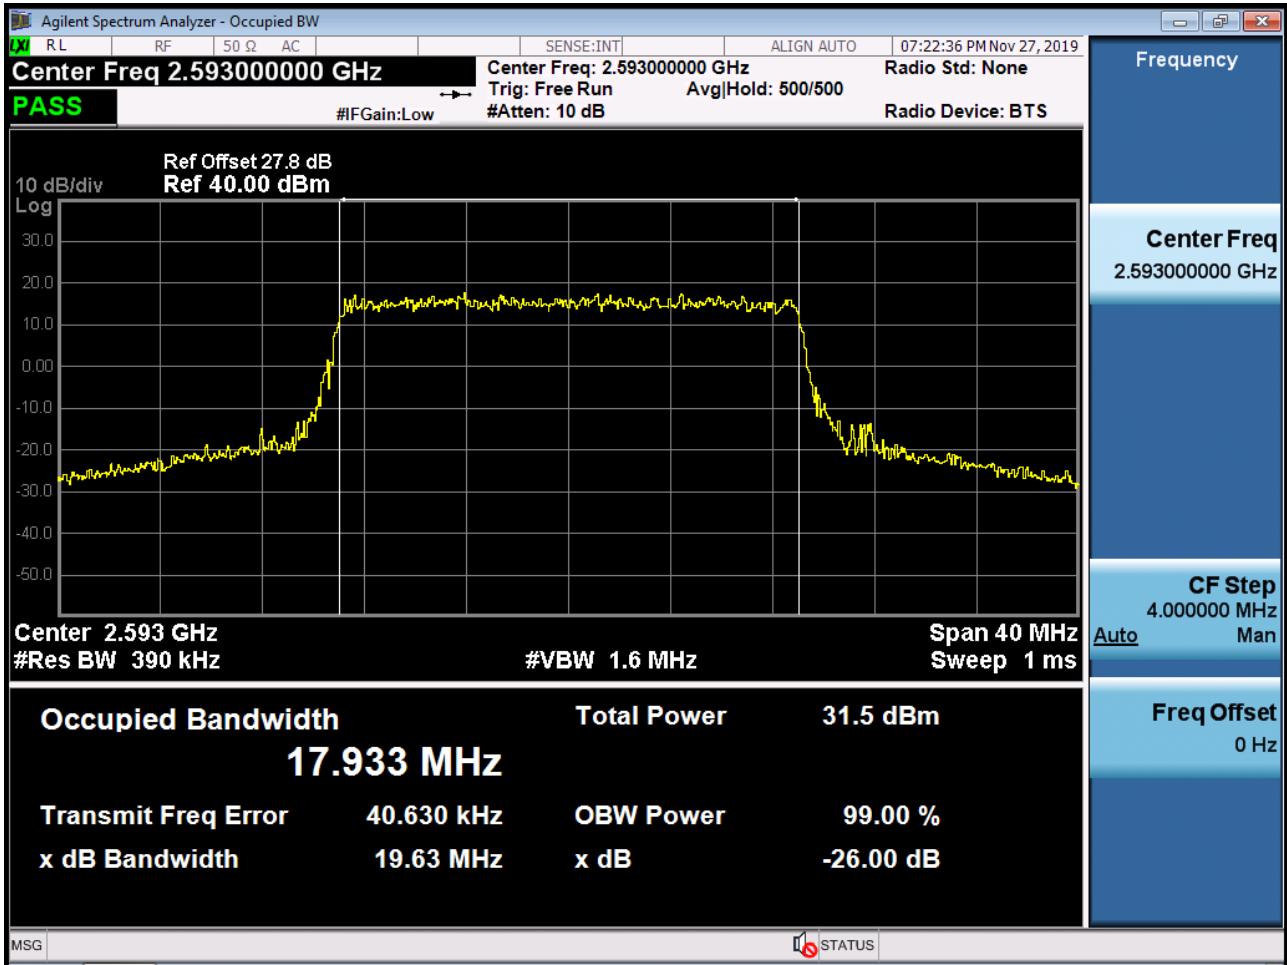 Agilent Spectrum Analyzer - Occupied BW
LXI RL RF 50 Ω AC SENSE:INT ALIGN AUTO 07:22:36 PM Nov 27, 2019
Center Freq 2.593000000 GHz
Center Freq: 2.593000000 GHz
Radio Std: None
Trig: Free Run Avg|Hold: 500/500
PASS
#IFGain:Low
#Atten: 10 dB
Radio Device: BTS
Ref Offset 27.8 dB
10 dB/div Ref 40.00 dBm
Log
30.0
20.0
10.0
0.00
-10.0
-20.0
-30.0
-40.0
-50.0
Center 2.593 GHz Span 40 MHz
#Res BW 390 kHz #VBW 1.6 MHz Sweep 1 ms
Occupied Bandwidth Total Power 31.5 dBm
17.933 MHz
Transmit Freq Error 40.630 kHz OBW Power 99.00 %
x dB Bandwidth 19.63 MHz x dB -26.00 dB
Frequency
Center Freq
2.593000000 GHz
CF Step
4.000000 MHz
Auto Man
Freq Offset
0 Hz
MSG STATUS